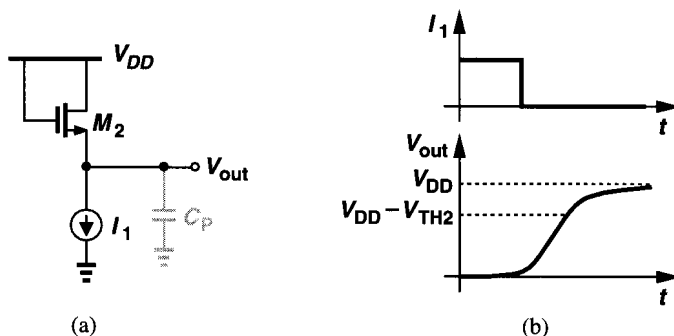 V_DD
M_2
V_out
I_1
C_P
(a)
I_1
t
V_out
V_DD
V_DD – V_TH2
t
(b)